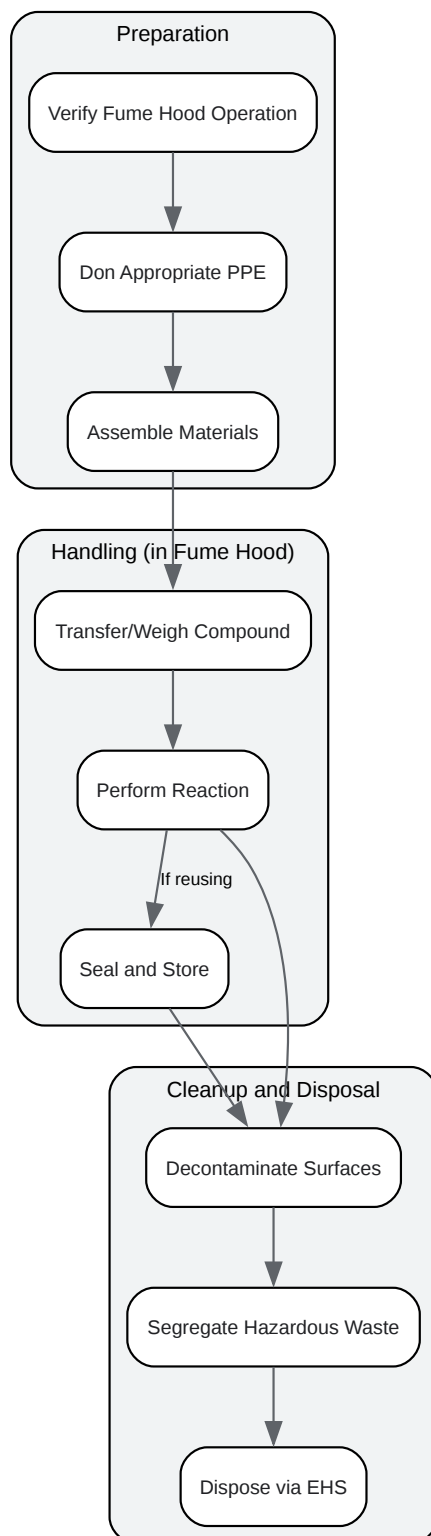 Preparation
Verify Fume Hood Operation
Don Appropriate PPE
Assemble Materials
Handling (in Fume Hood)
Transfer/Weigh Compound
Perform Reaction
If reusing
Seal and Store
Cleanup and Disposal
Decontaminate Surfaces
Segregate Hazardous Waste
Dispose via EHS